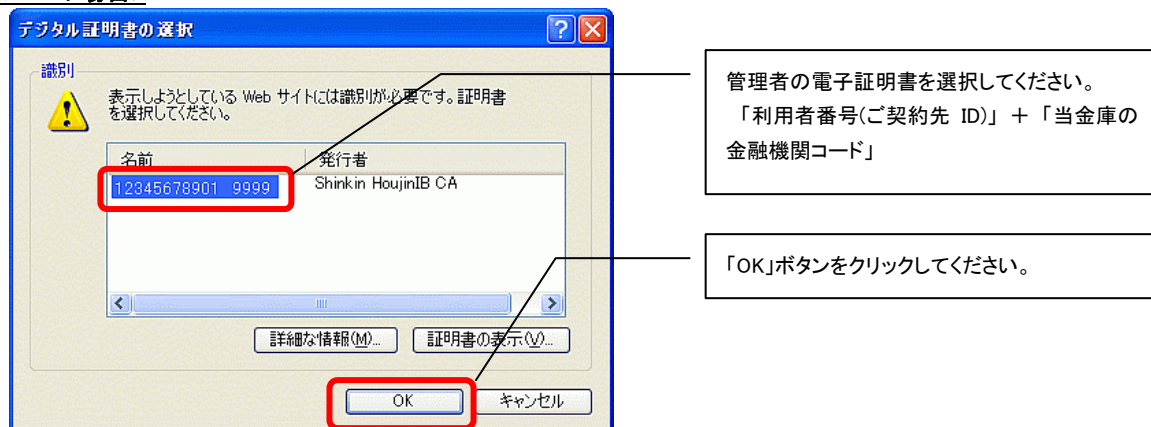 デジタル証明書の選択
識別
表示しようとしている Web サイトには識別が必要です。証明書
を選択してください。
名前 発行者
12345678901 9999 Shinkin HoujinIB CA
詳細な情報(M)... 証明書の表示(V)...
OK キャンセル
管理者の電子証明書を選択してください。
「利用者番号(ご契約先 ID)」 + 「当金庫の
金融機関コード」
「OK」ボタンをクリックしてください。